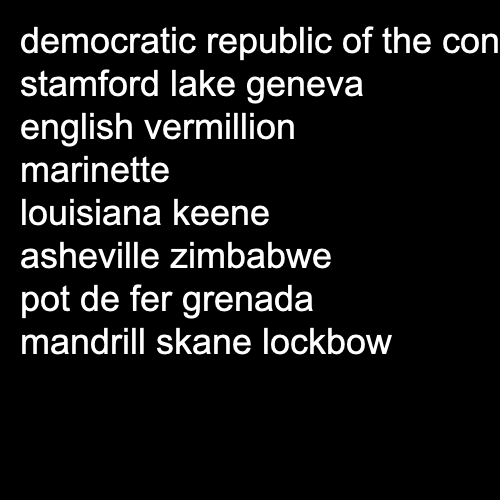 democratic republic of the con
stamford lake geneva
english vermillion
marinette
louisiana keene
asheville zimbabwe
pot de fer grenada
mandrill skane lockbow